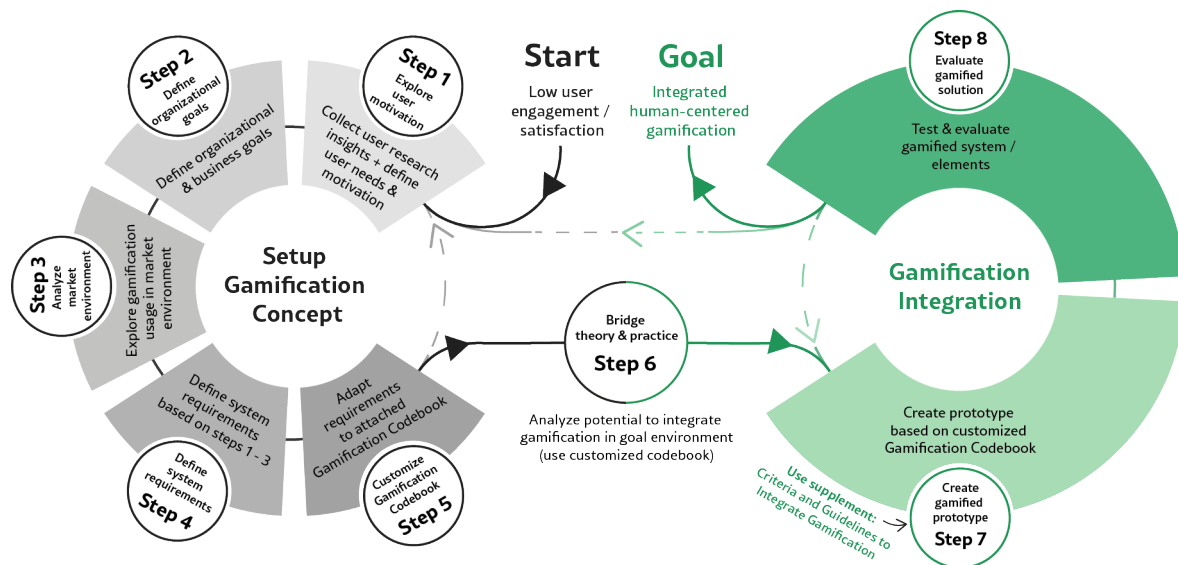 Start
Low user
engagement /
satisfaction
Goal
Integrated
human-centered
gamification
Setup
Gamification
Concept
Step 1
Explore
user
motivation
Collect user research
insights + define
user needs &
motivation
Step 2
Define
organizational
goals
Define organizational
& business goals
Step 3
Analyze
market
environment
Explore gamification
usage in market
environment
Define
system
requirements
Step 4
Define system
requirements
based on steps 1 - 3
Customize
Gamification
Codebook
Step 5
Adapt
requirements
to attached
Gamification Codebook
Bridge
theory & practice
Step 6
Analyze potential to integrate
gamification in goal environment
(use customized codebook)
Gamification
Integration
Create prototype
based on customized
Gamification Codebook
Create
gamified
prototype
Step 7
Use supplement:
Criteria and Guidelines to
Integrate Gamification
Step 8
Evaluate
gamified
solution
Test & evaluate
gamified system /
elements